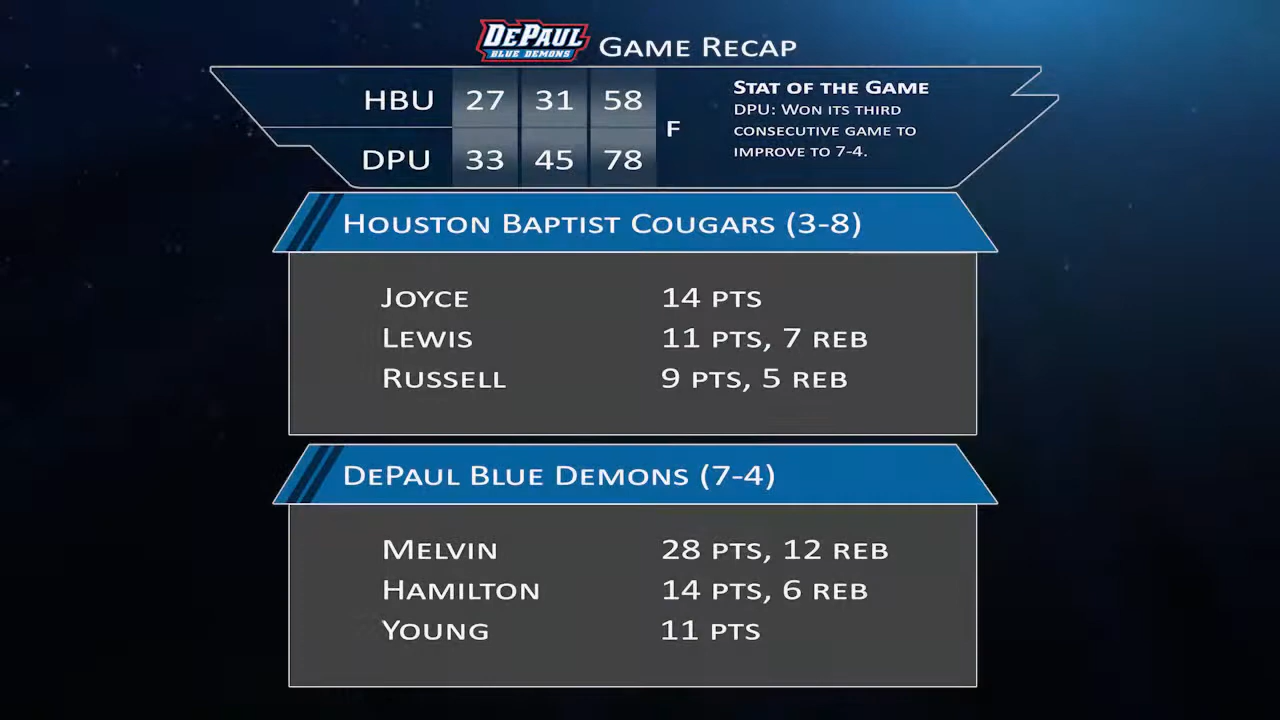 DePaul
Blue Demons
Game Recap
HBU 27 31 58
F
DPU 33 45 78
Stat of the Game
DPU: Won its third
consecutive game to
improve to 7-4.
Houston Baptist Cougars (3-8)
Joyce 14 pts
Lewis 11 pts, 7 reb
Russell 9 pts, 5 reb
DePaul Blue Demons (7-4)
Melvin 28 pts, 12 reb
Hamilton 14 pts, 6 reb
Young 11 pts